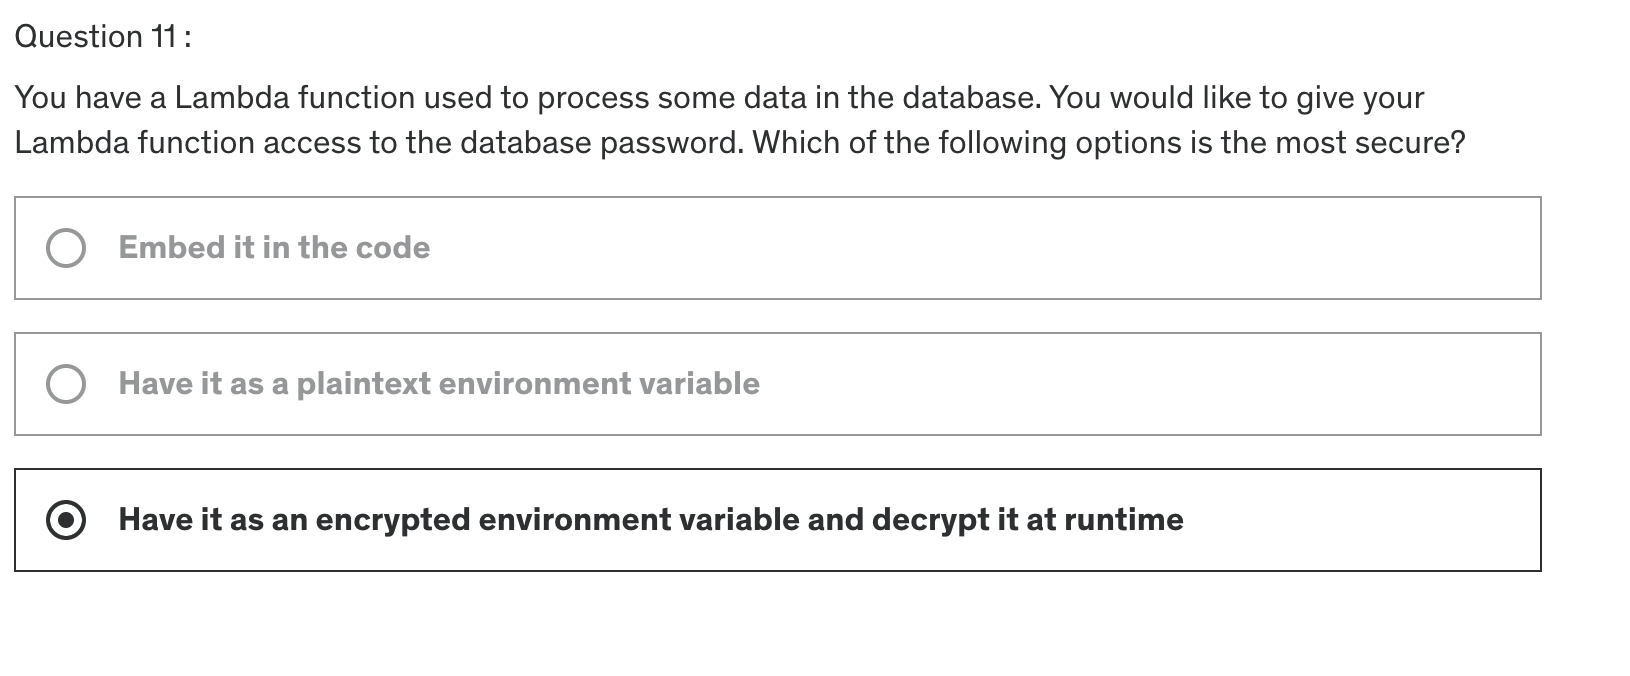 Question 11 :
You have a Lambda function used to process some data in the database. You would like to give your
Lambda function access to the database password. Which of the following options is the most secure?
Embed it in the code
Have it as a plaintext environment variable
Have it as an encrypted environment variable and decrypt it at runtime